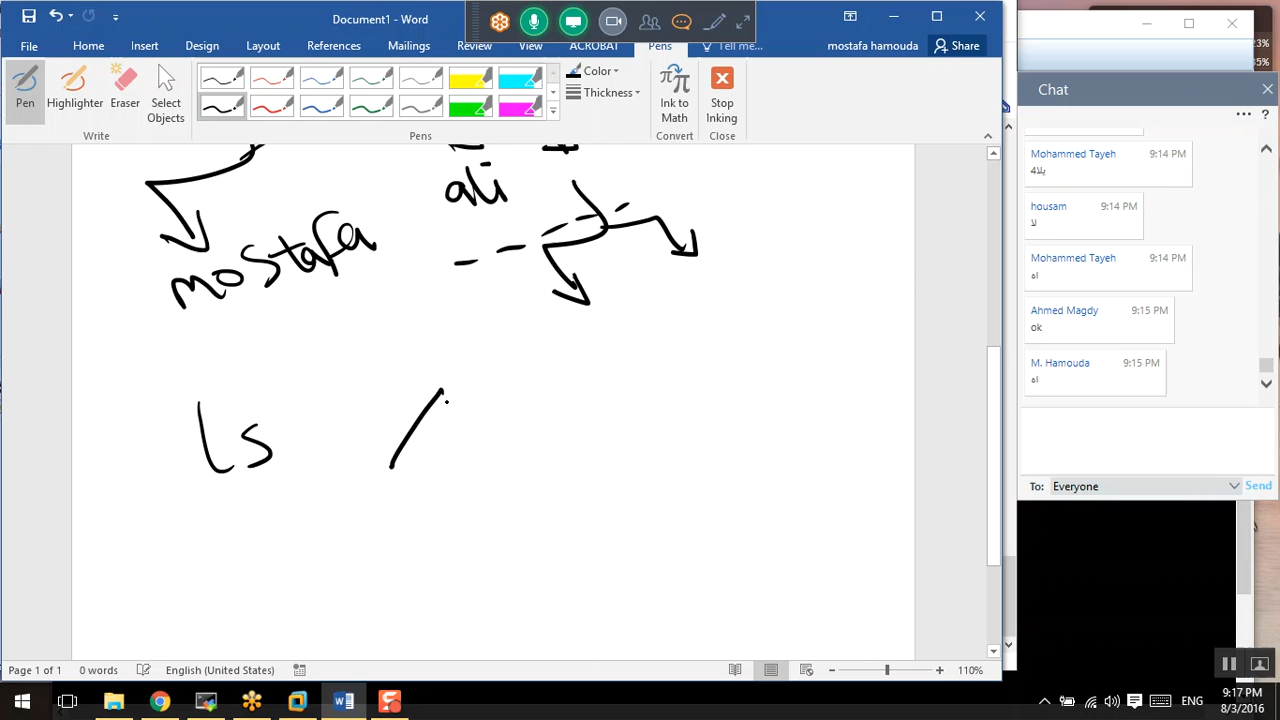 Document1 - Word
File
Home
Insert
Design
Layout
References
Mailings
Review
View
ACROBAT
Pens
Tell me...
mostafa hamouda
Share
Pen
Highlighter
Eraser
Select Objects
Color
Thickness
Ink to Math
Stop Inking
Write
Pens
Convert
Close
ali
mostafa
ls /
Chat
Mohammed Tayeh 9:14 PM
يلا4
housam 9:14 PM
لا
Mohammed Tayeh 9:14 PM
اه
Ahmed Magdy 9:15 PM
ok
M. Hamouda 9:15 PM
اه
To: Everyone
Send
Page 1 of 1
0 words
English (United States)
110%
ENG
9:17 PM
8/3/2016